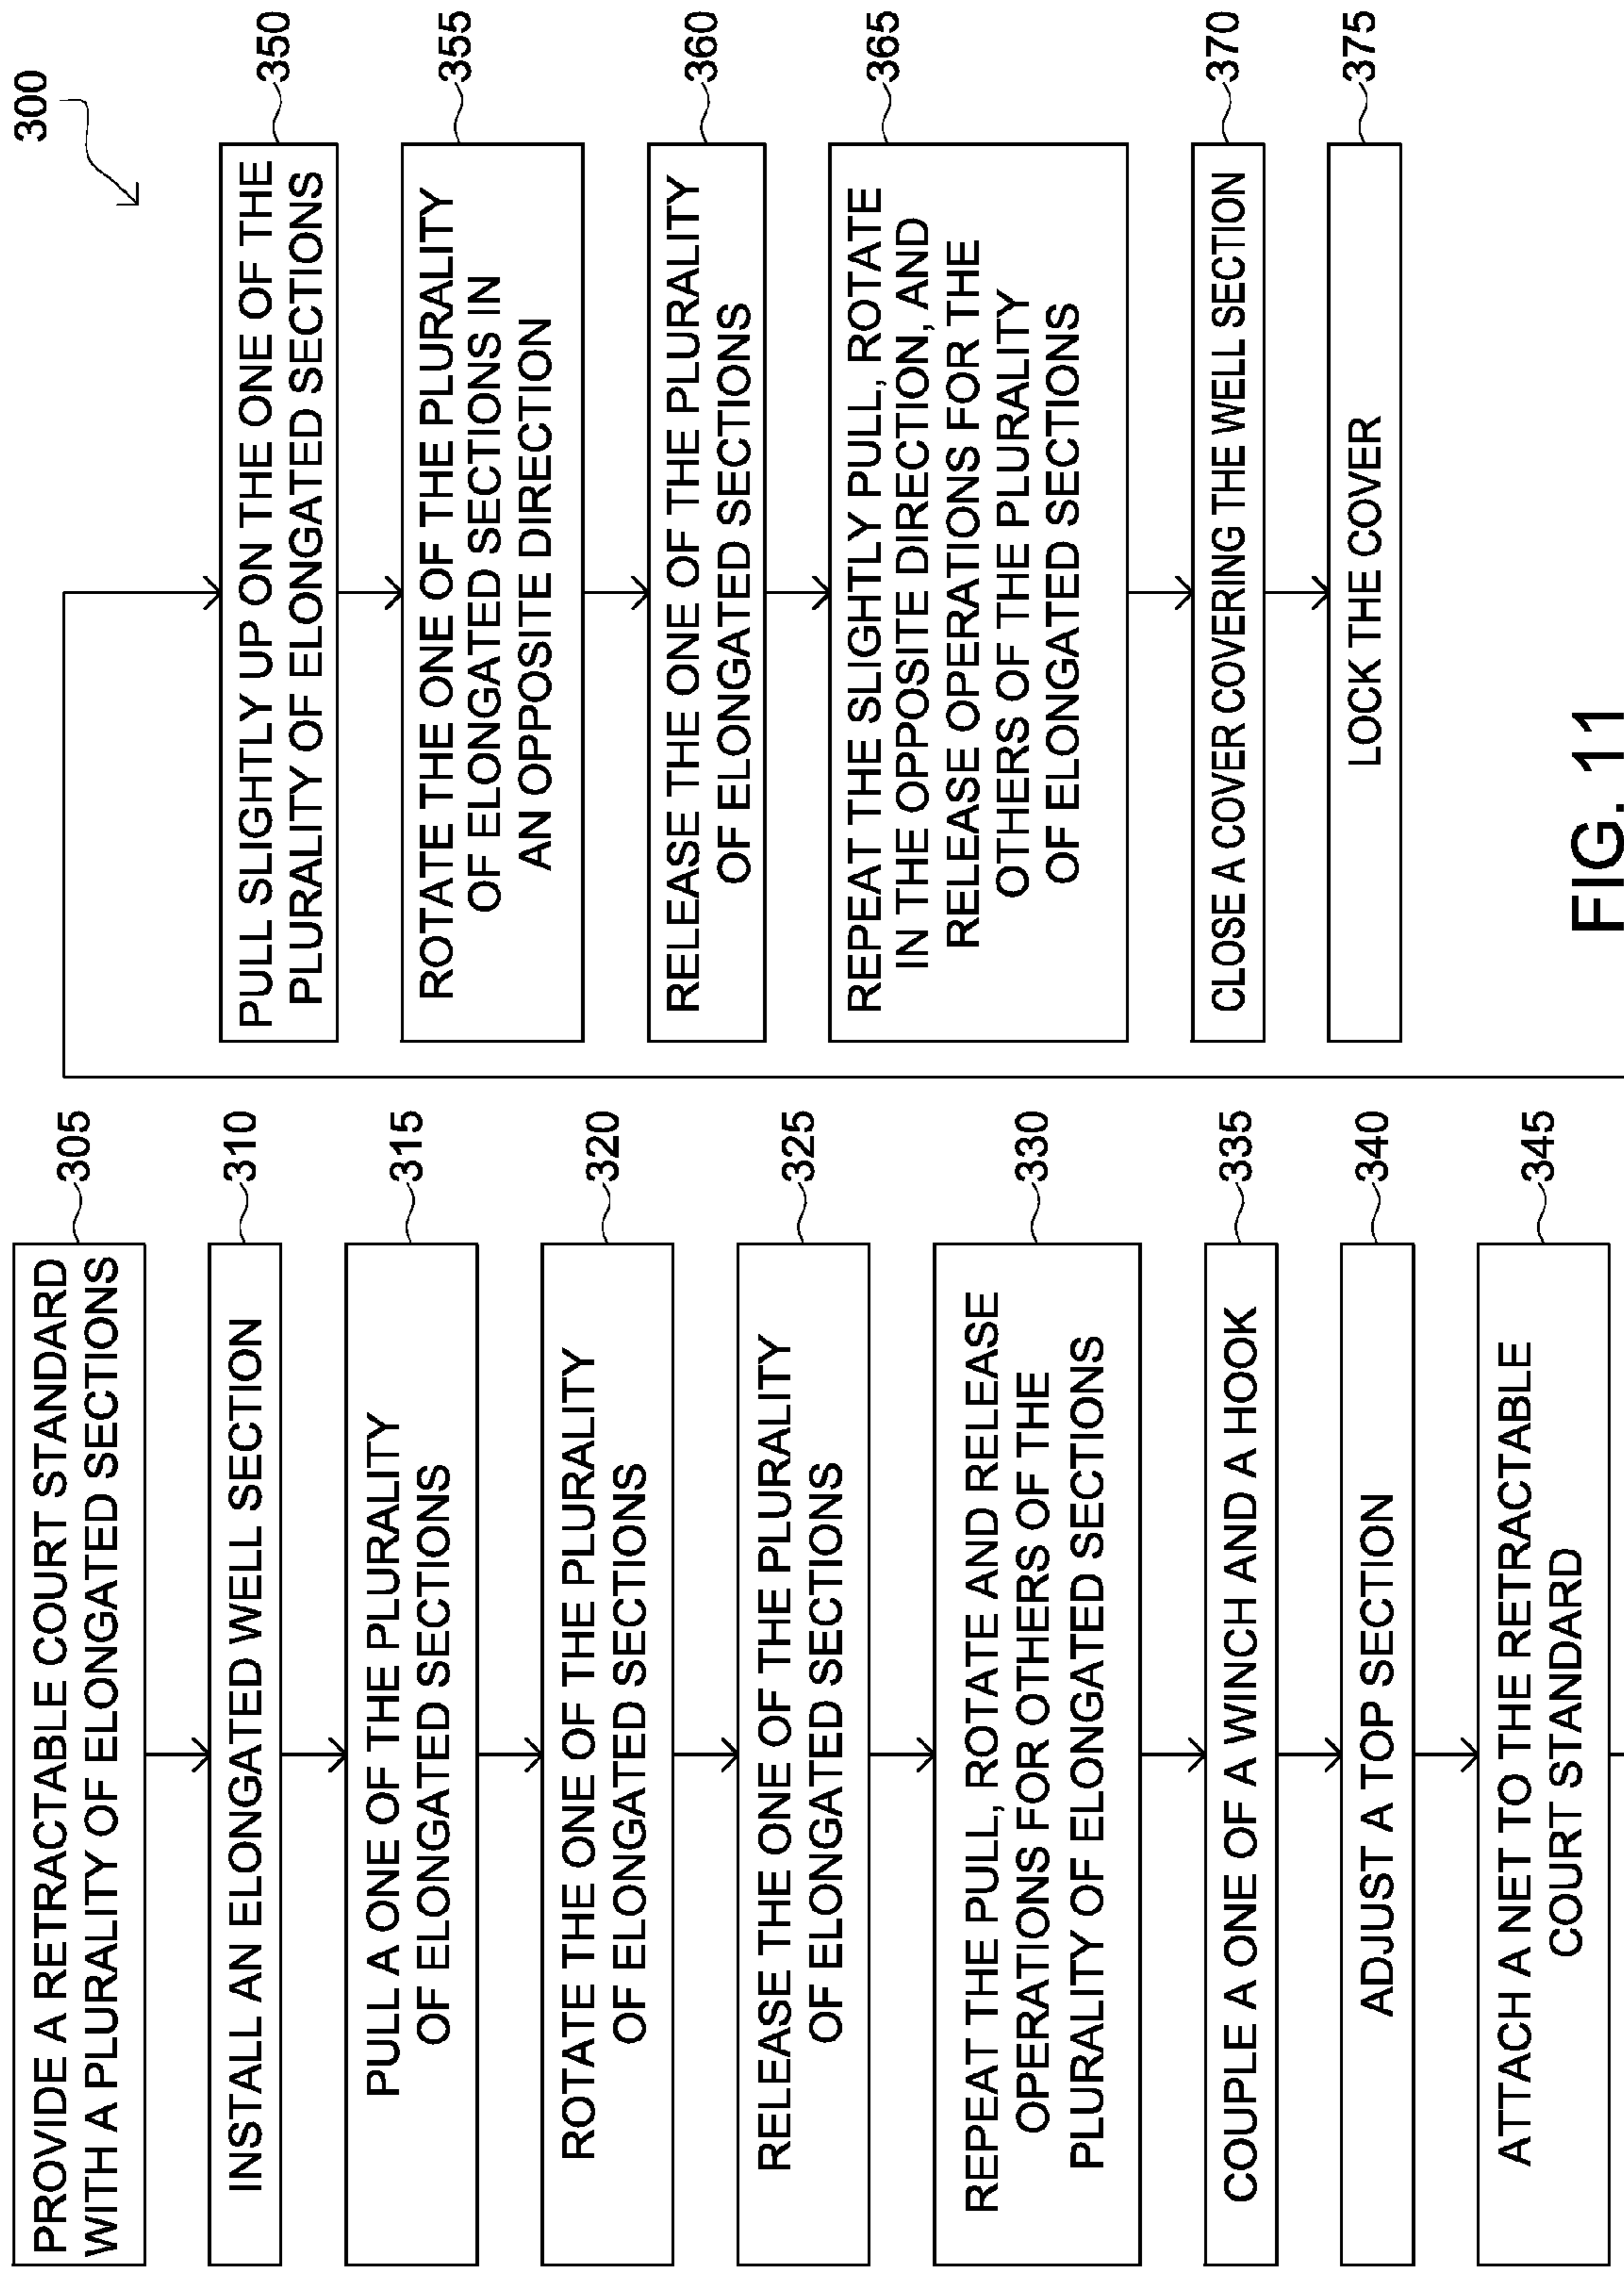 300
PROVIDE A RETRACTABLE COURT STANDARD
WITH A PLURALITY OF ELONGATED SECTIONS
305
INSTALL AN ELONGATED WELL SECTION
310
PULL A ONE OF THE PLURALITY
OF ELONGATED SECTIONS
315
ROTATE THE ONE OF THE PLURALITY
OF ELONGATED SECTIONS
320
RELEASE THE ONE OF THE PLURALITY
OF ELONGATED SECTIONS
325
REPEAT THE PULL, ROTATE AND RELEASE
OPERATIONS FOR OTHERS OF THE
PLURALITY OF ELONGATED SECTIONS
330
COUPLE A ONE OF A WINCH AND A HOOK
335
ADJUST A TOP SECTION
340
ATTACH A NET TO THE RETRACTABLE
COURT STANDARD
345
PULL SLIGHTLY UP ON THE ONE OF THE
PLURALITY OF ELONGATED SECTIONS
350
ROTATE THE ONE OF THE PLURALITY
OF ELONGATED SECTIONS IN
AN OPPOSITE DIRECTION
355
RELEASE THE ONE OF THE PLURALITY
OF ELONGATED SECTIONS
360
REPEAT THE SLIGHTLY PULL, ROTATE
IN THE OPPOSITE DIRECTION, AND
RELEASE OPERATIONS FOR THE
OTHERS OF THE PLURALITY
OF ELONGATED SECTIONS
365
CLOSE A COVER COVERING THE WELL SECTION
370
LOCK THE COVER
375
FIG. 11